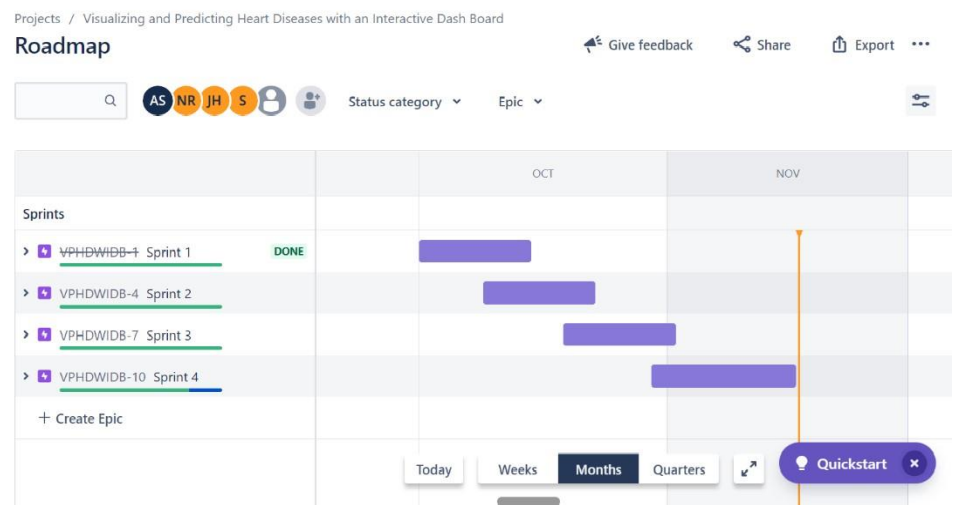 Projects / Visualizing and Predicting Heart Diseases with an Interactive Dash Board
Roadmap
Give feedback
Share
Export
AS NR JH S
Status category
Epic
OCT
NOV
Sprints
VPHDWIDB-1 Sprint 1 DONE
VPHDWIDB-4 Sprint 2
VPHDWIDB-7 Sprint 3
VPHDWIDB-10 Sprint 4
+ Create Epic
Today
Weeks
Months
Quarters
Quickstart